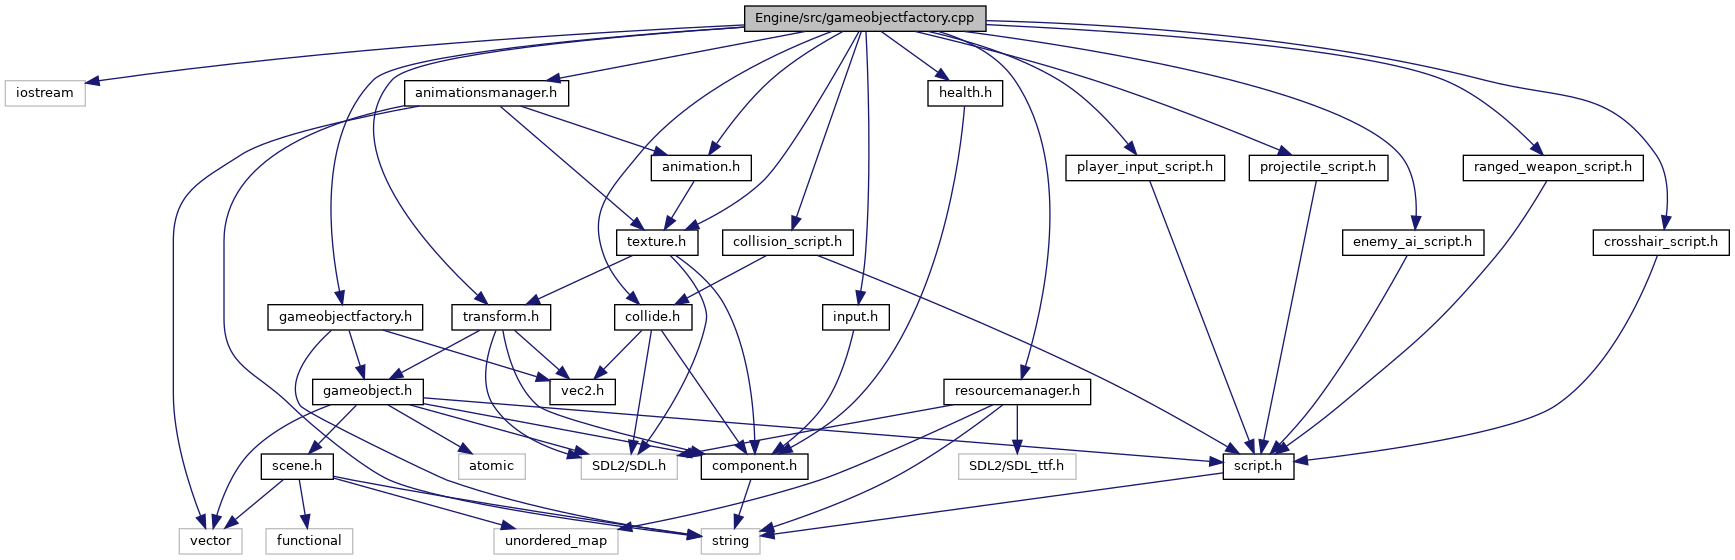 Engine/src/gameobjectfactory.cpp
iostream
animationsmanager.h
health.h
animation.h
player_input_script.h
projectile_script.h
ranged_weapon_script.h
texture.h
collision_script.h
enemy_ai_script.h
crosshair_script.h
gameobjectfactory.h
transform.h
collide.h
input.h
gameobject.h
vec2.h
resourcemanager.h
scene.h
atomic
SDL2/SDL.h
component.h
SDL2/SDL_ttf.h
script.h
vector
functional
unordered_map
string